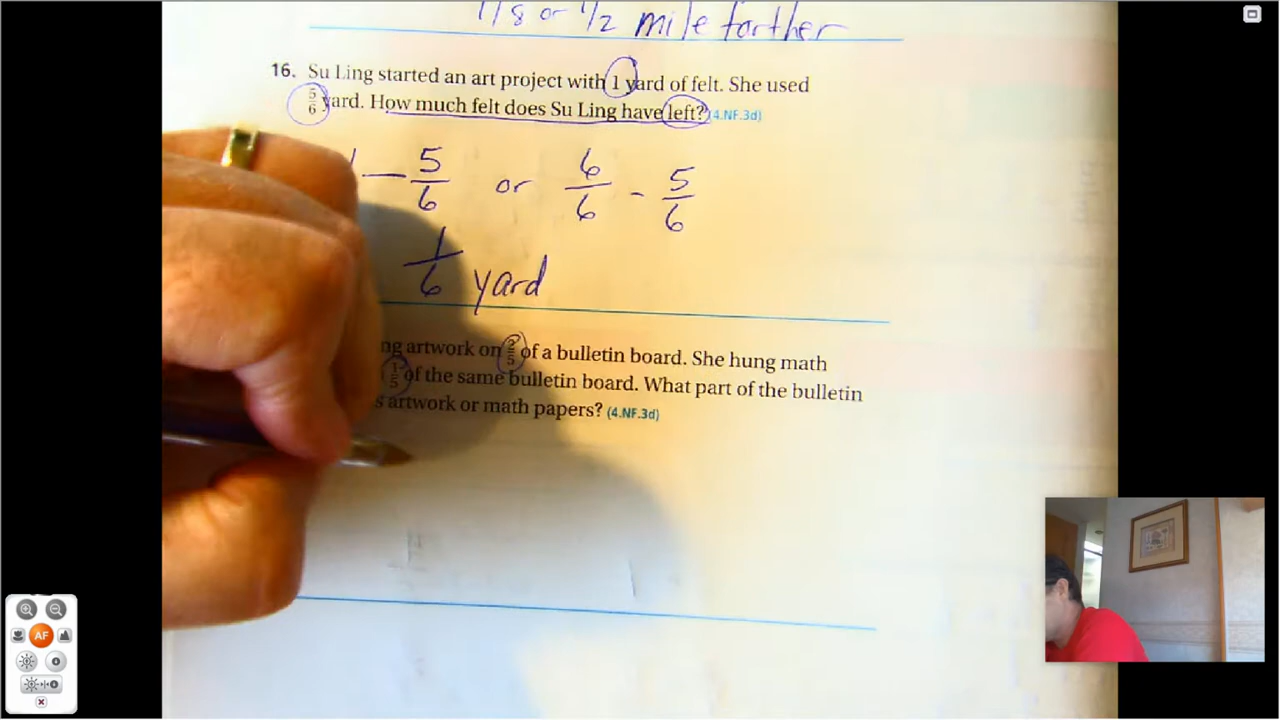 1/8 or 1/2 mile farther
16. Su Ling started an art project with 1 yard of felt. She used
5/6 yard. How much felt does Su Ling have left? (4.NF.3d)
— 5/6 or 6/6 - 5/6
1/6 yard
ng artwork on 2/5 of a bulletin board. She hung math
1/5 of the same bulletin board. What part of the bulletin
s artwork or math papers? (4.NF.3d)
AF